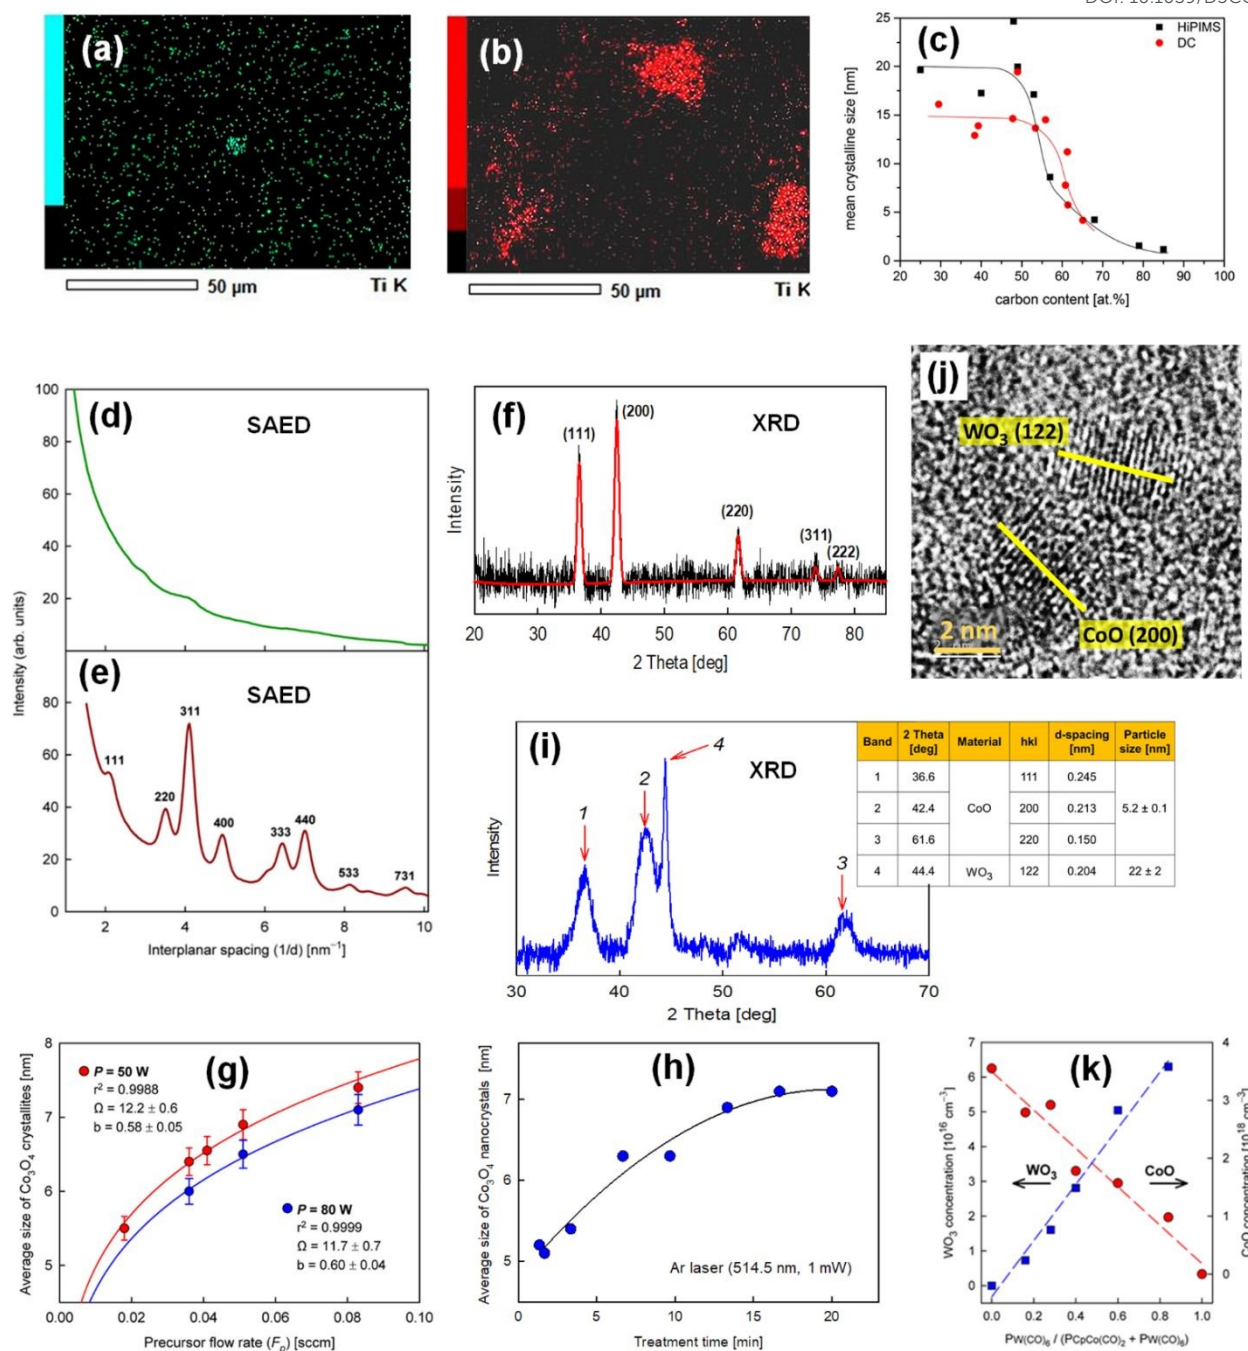 (a)
50 µm
Ti K
(b)
50 µm
Ti K
(c)
HiPIMS
DC
mean crystalline size [nm]
25
20
15
10
5
0
20 30 40 50 60 70 80 90 100
carbon content [at.%]
(d)
SAED
100
80
60
40
20
Intensity (arb. units)
(e)
SAED
80
60
40
20
0
111
220
311
400
333
440
533
731
2 4 6 8 10
Interplanar spacing (1/d) [nm⁻¹]
(f)
XRD
(111)
(200)
(220)
(311)
(222)
Intensity
20 30 40 50 60 70 80
2 Theta [deg]
(j)
WO₃ (122)
CoO (200)
2 nm
(i)
XRD
1
2
3
4
Intensity
30 40 50 60 70
2 Theta [deg]
Band 2 Theta [deg] Material hkl d-spacing [nm] Particle size [nm]
1 36.6 111 0.245
2 42.4 CoO 200 0.213 5.2 ± 0.1
3 61.6 220 0.150
4 44.4 WO₃ 122 0.204 22 ± 2
(g)
P = 50 W
r² = 0.9988
Ω = 12.2 ± 0.6
b = 0.58 ± 0.05
P = 80 W
r² = 0.9999
Ω = 11.7 ± 0.7
b = 0.60 ± 0.04
Average size of Co₃O₄ crystallites [nm]
8
7
6
5
0.00 0.02 0.04 0.06 0.08 0.10
Precursor flow rate (Fₚ) [sccm]
(h)
Ar laser (514.5 nm, 1 mW)
Average size of Co₃O₄ nanocrystals [nm]
7
6
5
0 5 10 15 20
Treatment time [min]
(k)
WO₃
CoO
WO₃ concentration [10¹⁶ cm⁻³]
7
6
5
4
3
2
1
0
CoO concentration [10¹⁸ cm⁻³]
4
3
2
1
0
0.0 0.2 0.4 0.6 0.8 1.0
PW(CO)₆ / (PCpCo(CO)₂ + PW(CO)₆)